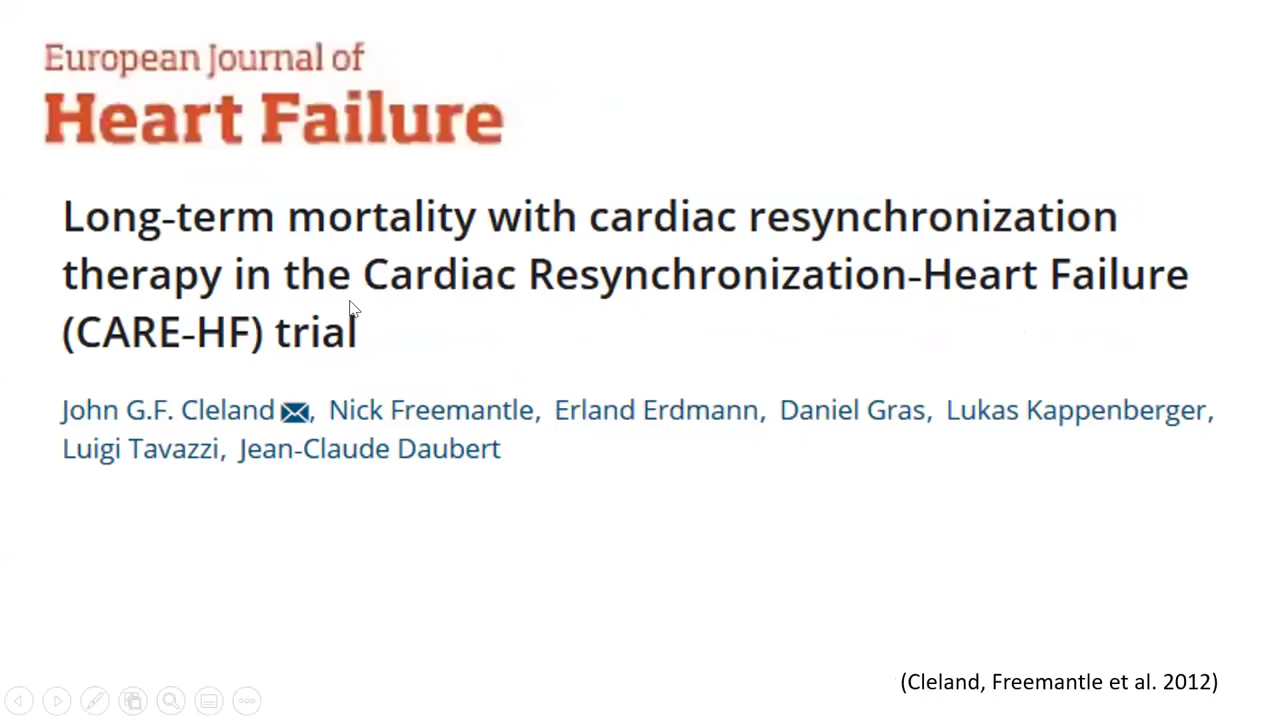 European Journal of
Heart Failure
Long-term mortality with cardiac resynchronization
therapy in the Cardiac Resynchronization-Heart Failure
(CARE-HF) trial
John G.F. Cleland, Nick Freemantle, Erland Erdmann, Daniel Gras, Lukas Kappenberger,
Luigi Tavazzi, Jean-Claude Daubert
(Cleland, Freemantle et al. 2012)